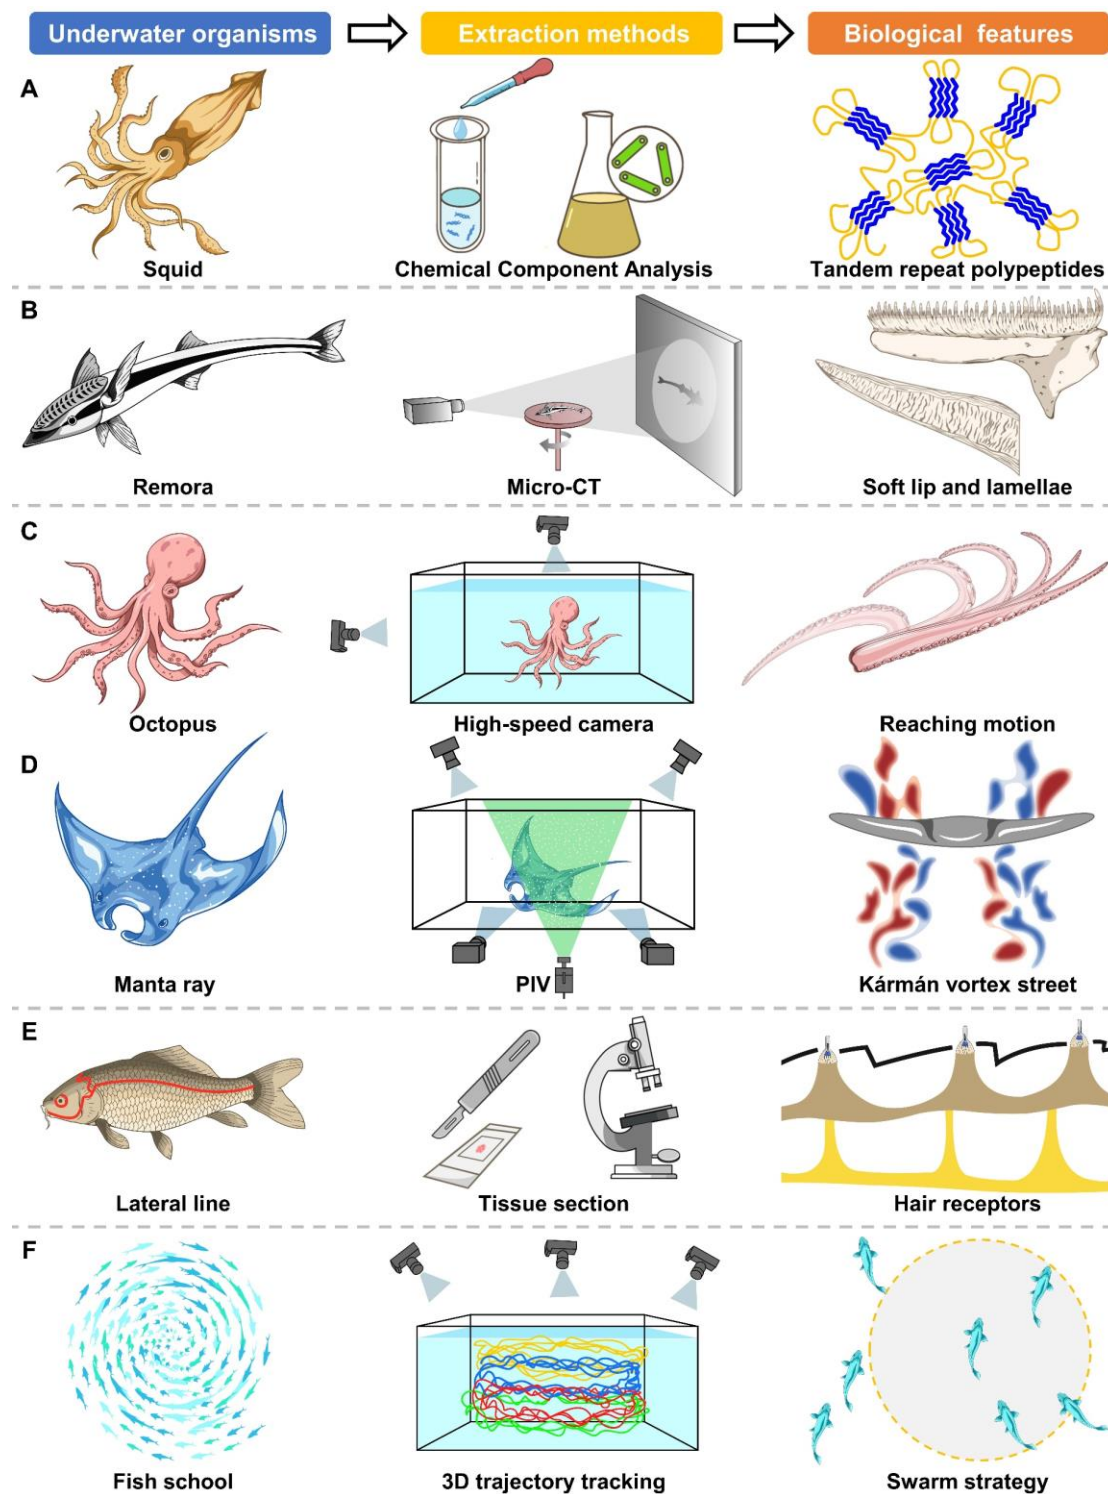 Underwater organisms
Extraction methods
Biological features
A
Squid
Chemical Component Analysis
Tandem repeat polypeptides
B
Remora
Micro-CT
Soft lip and lamellae
C
Octopus
High-speed camera
Reaching motion
D
Manta ray
PIV
Kármán vortex street
E
Lateral line
Tissue section
Hair receptors
F
Fish school
3D trajectory tracking
Swarm strategy